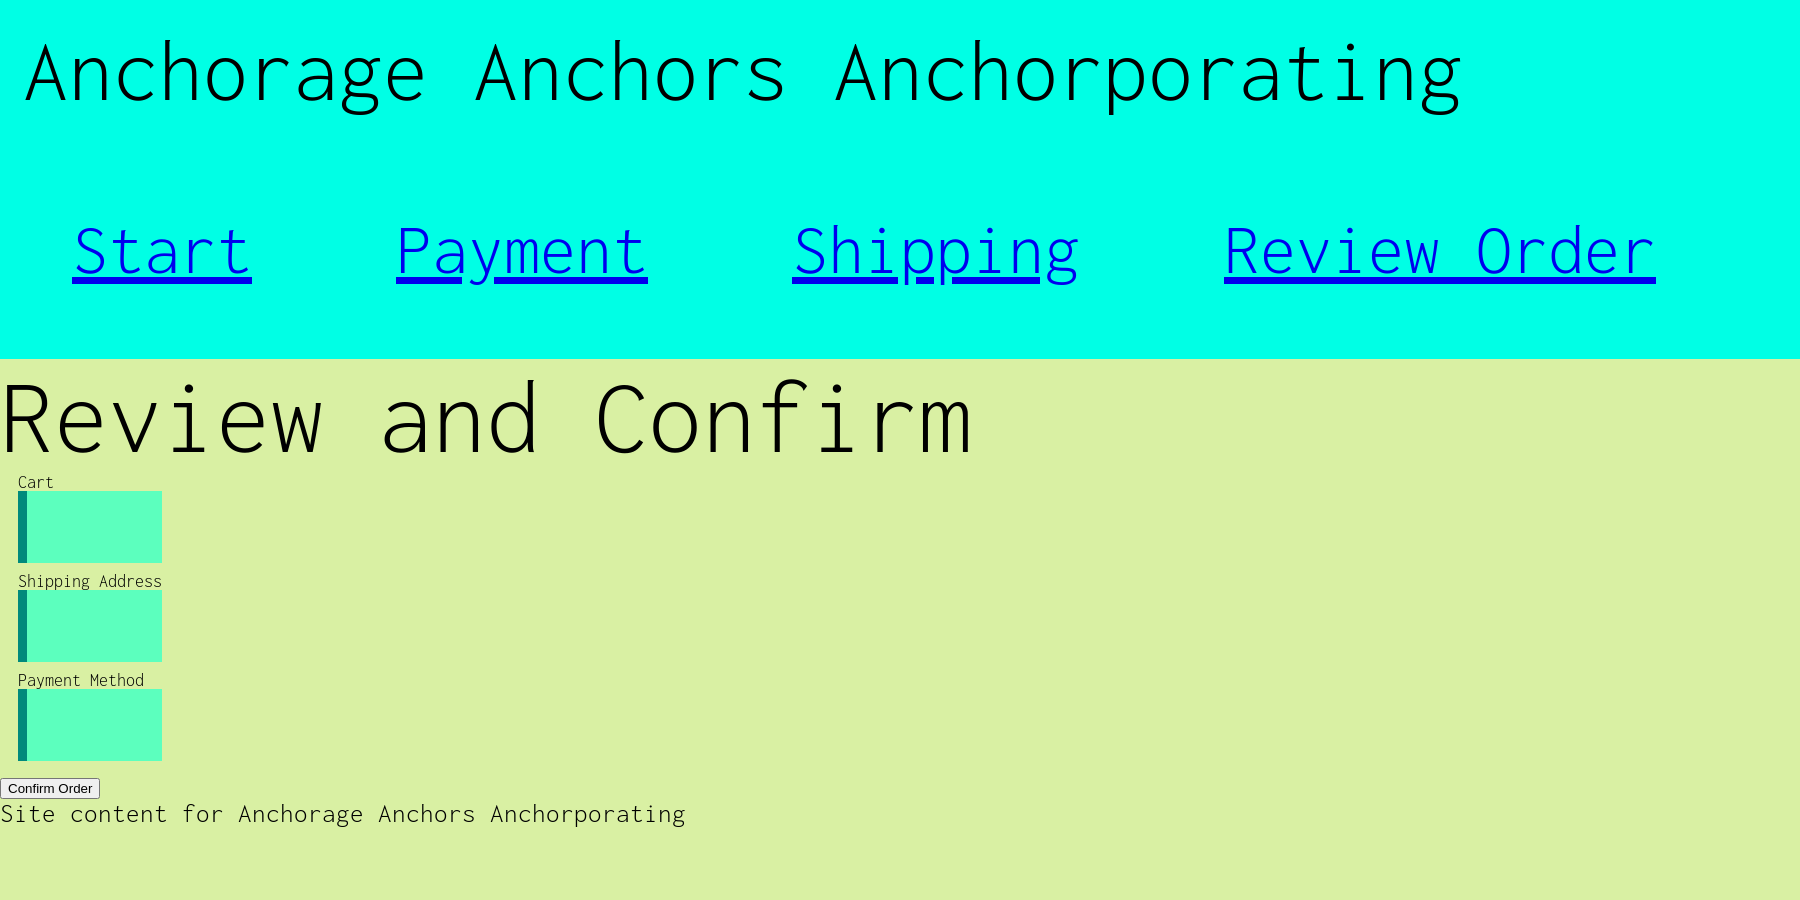 Anchorage Anchors Anchorporating
Start Payment Shipping Review Order
Review and Confirm
Cart
Shipping Address
Payment Method
Confirm Order
Site content for Anchorage Anchors Anchorporating